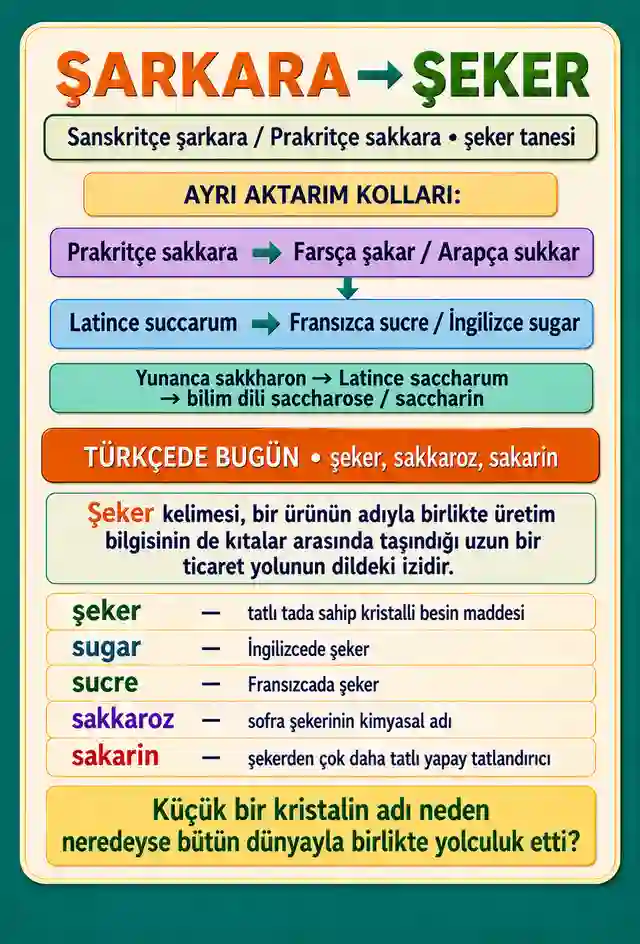 ŞARKARA → ŞEKER
Sanskritçe şarkara / Prakritçe sakkara • şeker tanesi
AYRI AKTARIM KOLLARI:
Prakritçe sakkara → Farsça şakar / Arapça sukkar
↓
Latince succarum → Fransızca sucre / İngilizce sugar
Yunanca sakkharon → Latince saccharum
→ bilim dili saccharose / saccharin
TÜRKÇEDE BUGÜN • şeker, sakkaroz, sakarin
Şeker kelimesi, bir ürünün adıyla birlikte üretim
bilgisinin de kıtalar arasında taşındığı uzun bir
ticaret yolunun dildeki izidir.
şeker — tatlı tada sahip kristalli besin maddesi
sugar — İngilizcede şeker
sucre — Fransızcada şeker
sakkaroz — sofra şekerinin kimyasal adı
sakarin — şekerden çok daha tatlı yapay tatlandırıcı
Küçük bir kristalin adı neden
neredeyse bütün dünyayla birlikte yolculuk etti?